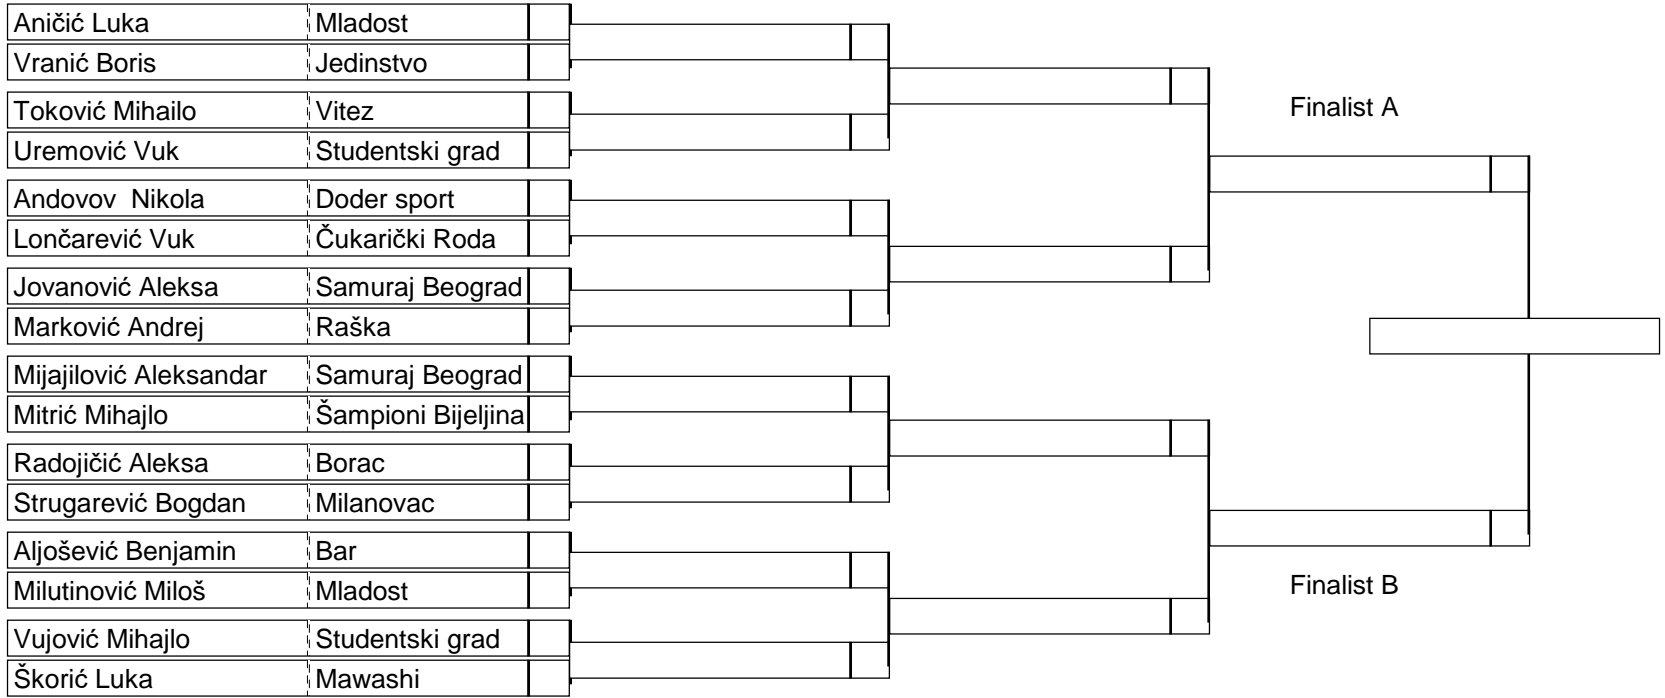 Aničić Luka Mladost
Vranić Boris Jedinstvo
Toković Mihailo Vitez
Finalist A
Uremović Vuk Studentski grad
Andovov  Nikola Doder sport
Lončarević Vuk Čukarički Roda
Jovanović Aleksa Samuraj Beograd
Marković Andrej Raška
Mijajilović Aleksandar Samuraj Beograd
Mitrić Mihajlo Šampioni Bijeljina
Radojičić Aleksa Borac
Strugarević Bogdan Milanovac
Aljošević Benjamin Bar
Milutinović Miloš Mladost
Finalist B
Vujović Mihajlo Studentski grad
Škorić Luka Mawashi